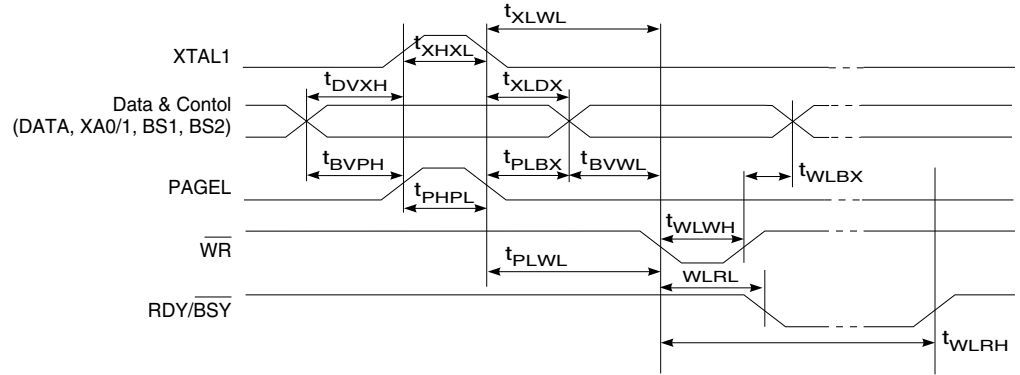 tXLWL
XTAL1
tXHXL
tDVXH
tXLDX
Data & Contol
(DATA, XA0/1, BS1, BS2)
tBVPH
tPLBX
tBVWL
tWLBX
PAGEL
tPHPL
tWLWH
WR
tPLWL
WLRL
RDY/BSY
tWLRH